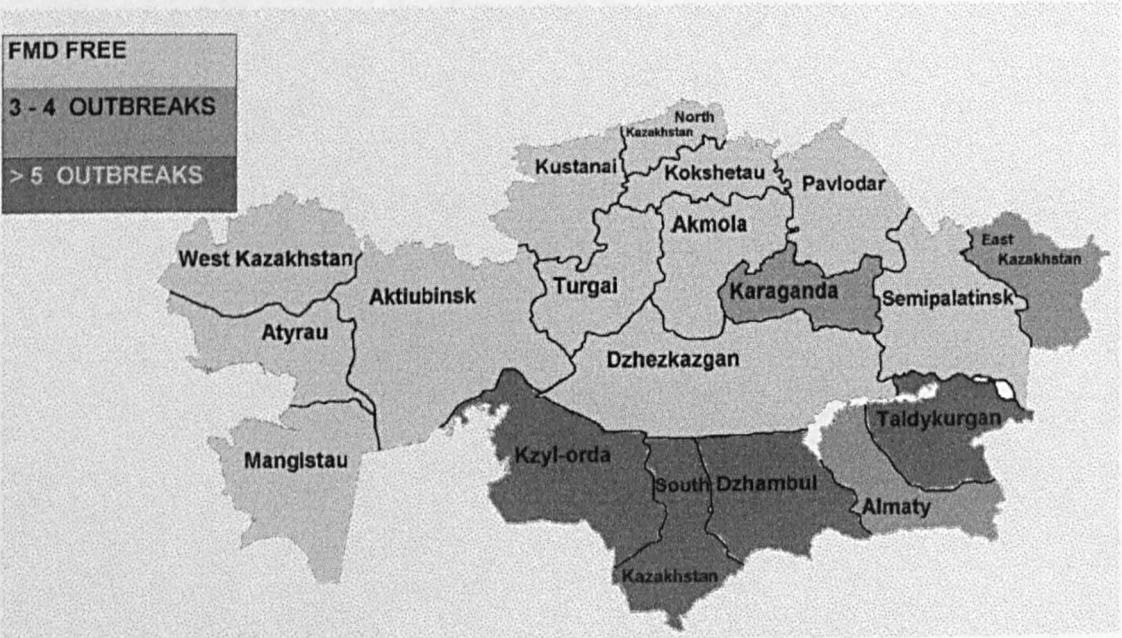 FMD FREE
3 - 4 OUTBREAKS
> 5 OUTBREAKS
North
Kazakhstan
Kustanai
Kokshetau
Pavlodar
Akmola
East
Kazakhstan
West Kazakhstan
Aktiubinsk
Turgai
Karaganda
Semipalatinsk
Atyrau
Dzhezkazgan
Taldykurgan
Mangistau
Kzyl-orda
South
Dzhambul
Almaty
Kazakhstan